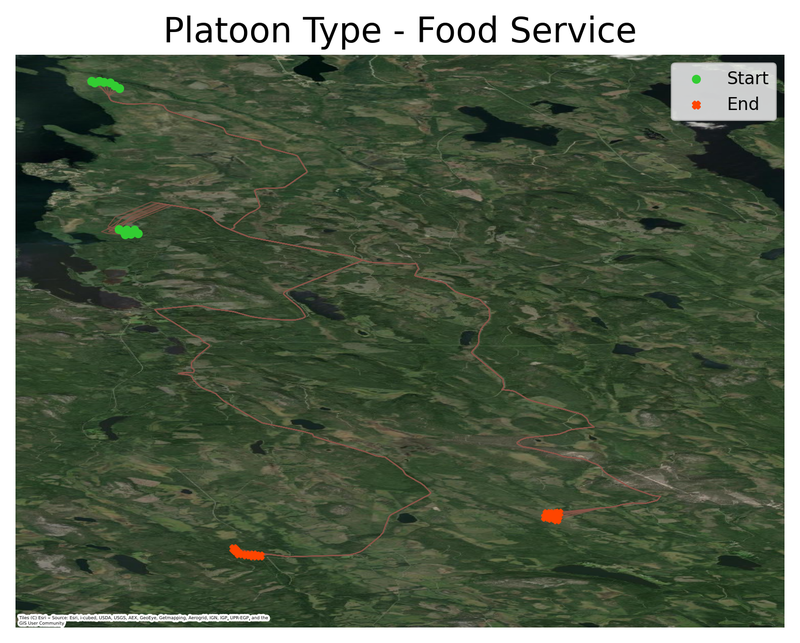 Platoon Type - Food Service
Start
End
Tiles (C) Esri -- Source: Esri, i-cubed, USDA, USGS, AEX, GeoEye, Getmapping, Aerogrid, IGN, IGP, UPR-EGP, and the
GIS User Community